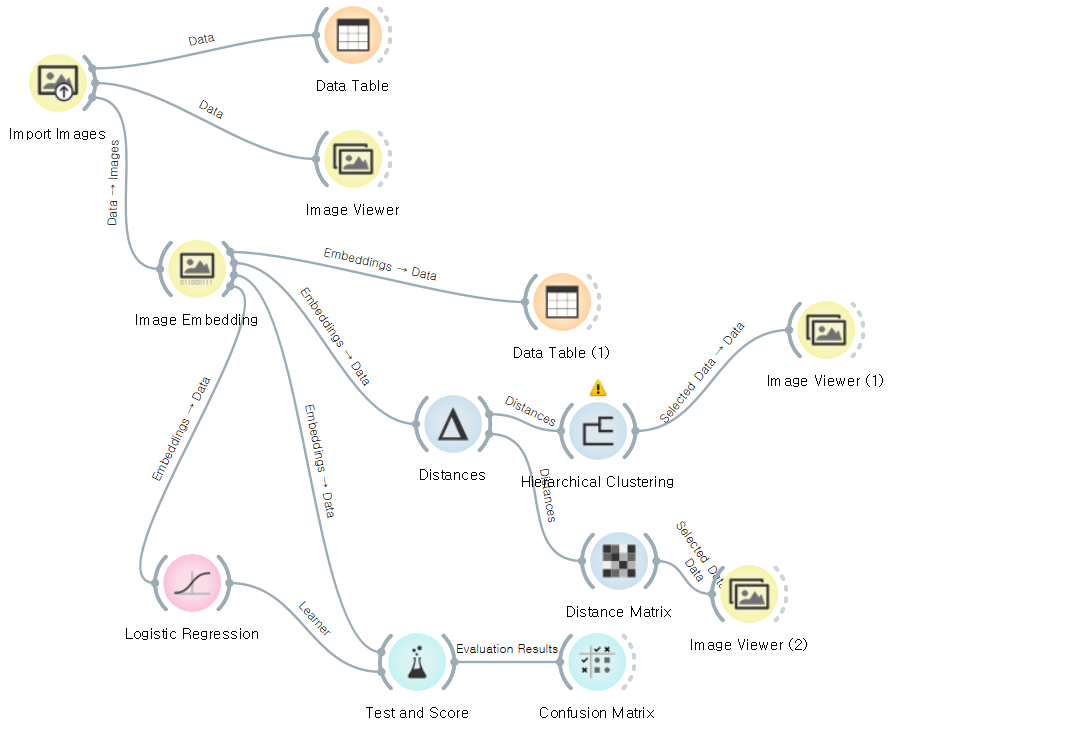 Data
Data Table
Import Images
Data
Data → Images
Image Viewer
Embeddings → Data
011000111
Image Embedding
Embeddings → Data
Data Table (1)
Selected Data → Data
Image Viewer (1)
Embeddings → Data
Embeddings → Data
Distances
Distances
Hierarchical Clustering
Distances
Selected Data
Data
Distance Matrix
Logistic Regression
Learner
Image Viewer (2)
Evaluation Results
Test and Score
Confusion Matrix